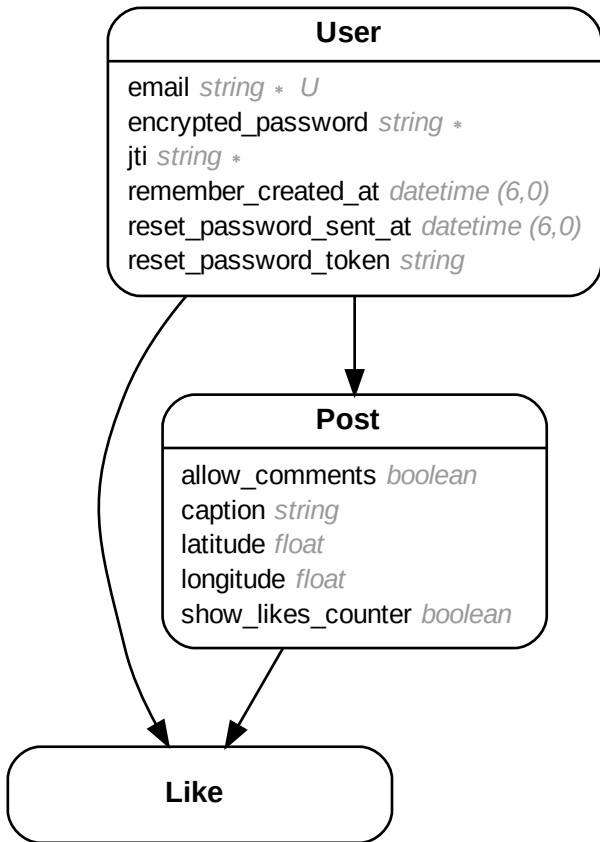 User
email string * U
encrypted_password string *
jti string *
remember_created_at datetime (6,0)
reset_password_sent_at datetime (6,0)
reset_password_token string
Post
allow_comments boolean
caption string
latitude float
longitude float
show_likes_counter boolean
Like